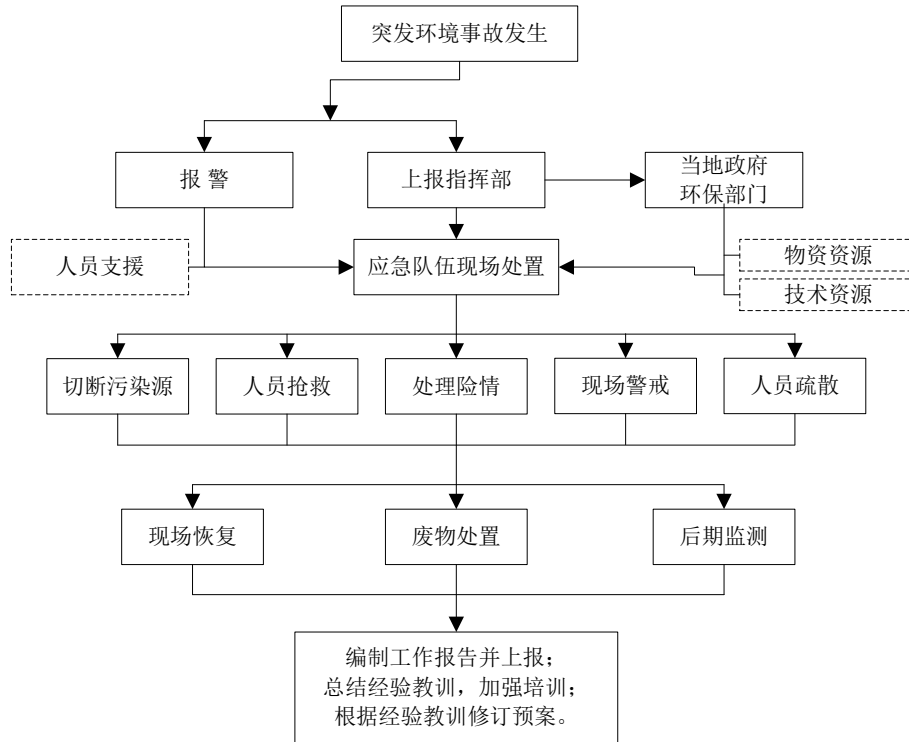 突发环境事故发生
报 警
上报指挥部
当地政府
环保部门
人员支援
应急队伍现场处置
物资资源
技术资源
切断污染源
人员抢救
处理险情
现场警戒
人员疏散
现场恢复
废物处置
后期监测
编制工作报告并上报；
总结经验教训，加强培训；
根据经验教训修订预案。